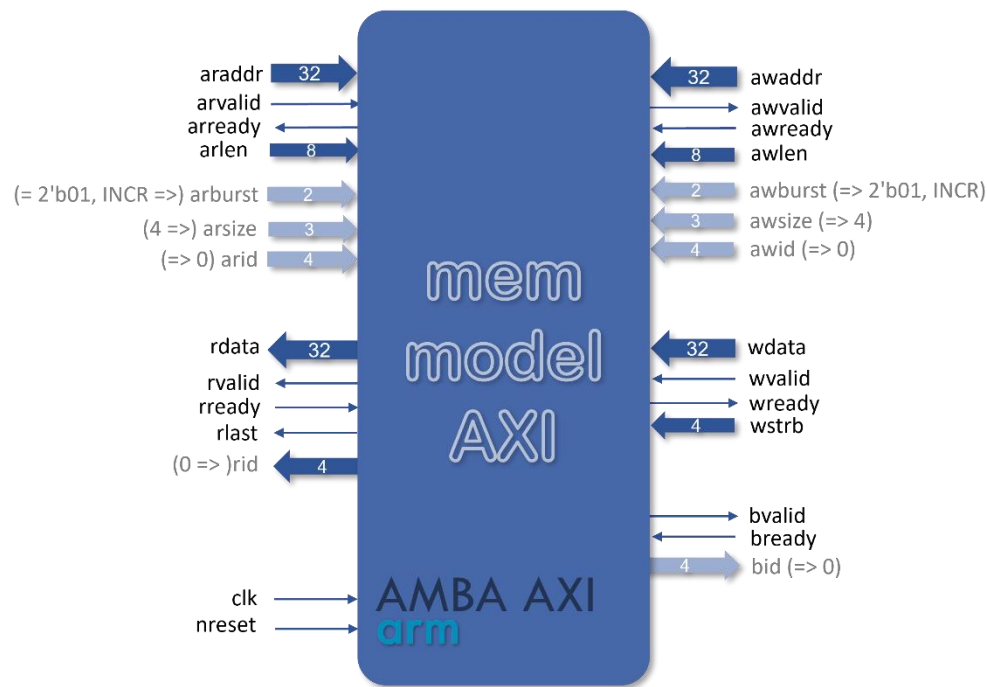 araddr 32
arvalid
arready
arlen 8
(= 2'b01, INCR =>) arburst 2
(4 =>) arsize 3
(=> 0) arid 4
rdata 32
rvalid
rready
rlast
(0 => )rid 4
clk
nreset
mem
model
AXI
AMBA AXI
arm
32 awaddr
awvalid
awready
8 awlen
2 awburst (=> 2'b01, INCR)
3 awsize (=> 4)
4 awid (=> 0)
32 wdata
wvalid
wready
4 wstrb
bvalid
bready
4 bid (=> 0)